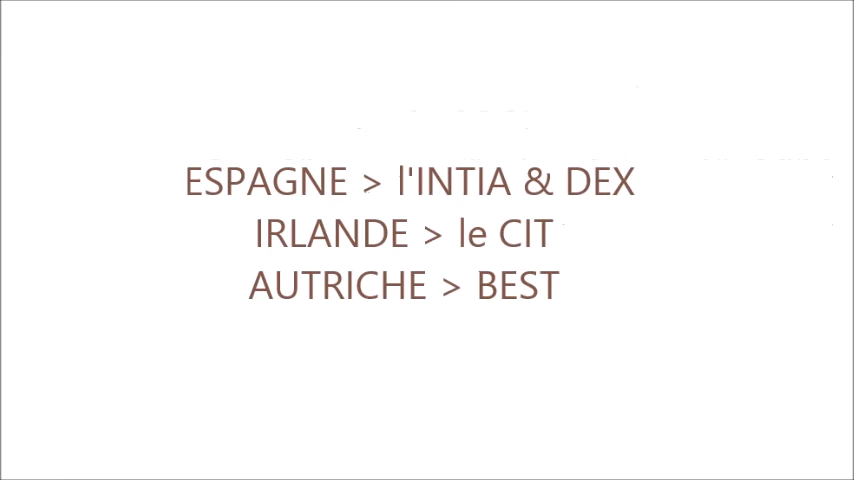 ESPAGNE > l'INTIA & DEX
IRLANDE > le CIT
AUTRICHE > BEST